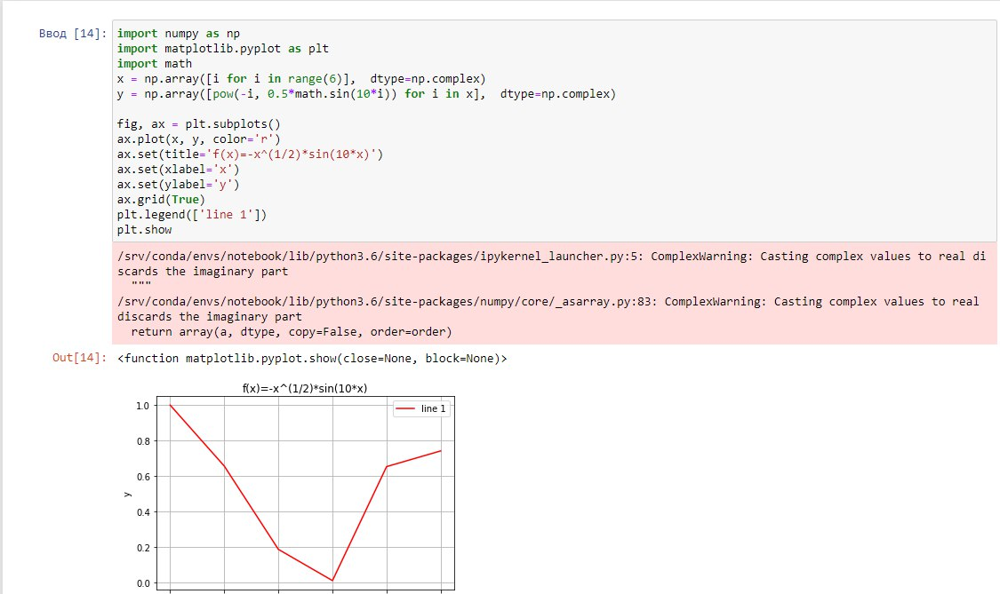 Ввод [14]: import numpy as np
import matplotlib.pyplot as plt
import math
x = np.array([i for i in range(6)],  dtype=np.complex)
y = np.array([pow(-i, 0.5*math.sin(10*i)) for i in x],  dtype=np.complex)
fig, ax = plt.subplots()
ax.plot(x, y, color='r')
ax.set(title='f(x)=-x^(1/2)*sin(10*x)')
ax.set(xlabel='x')
ax.set(ylabel='y')
ax.grid(True)
plt.legend(['line 1'])
plt.show
/srv/conda/envs/notebook/lib/python3.6/site-packages/ipykernel_launcher.py:5: ComplexWarning: Casting complex values to real di
scards the imaginary part
  """
/srv/conda/envs/notebook/lib/python3.6/site-packages/numpy/core/_asarray.py:83: ComplexWarning: Casting complex values to real
discards the imaginary part
  return array(a, dtype, copy=False, order=order)
Out[14]: <function matplotlib.pyplot.show(close=None, block=None)>
f(x)=-x^(1/2)*sin(10*x)
line 1
1.0
0.8
0.6
y
0.4
0.2
0.0